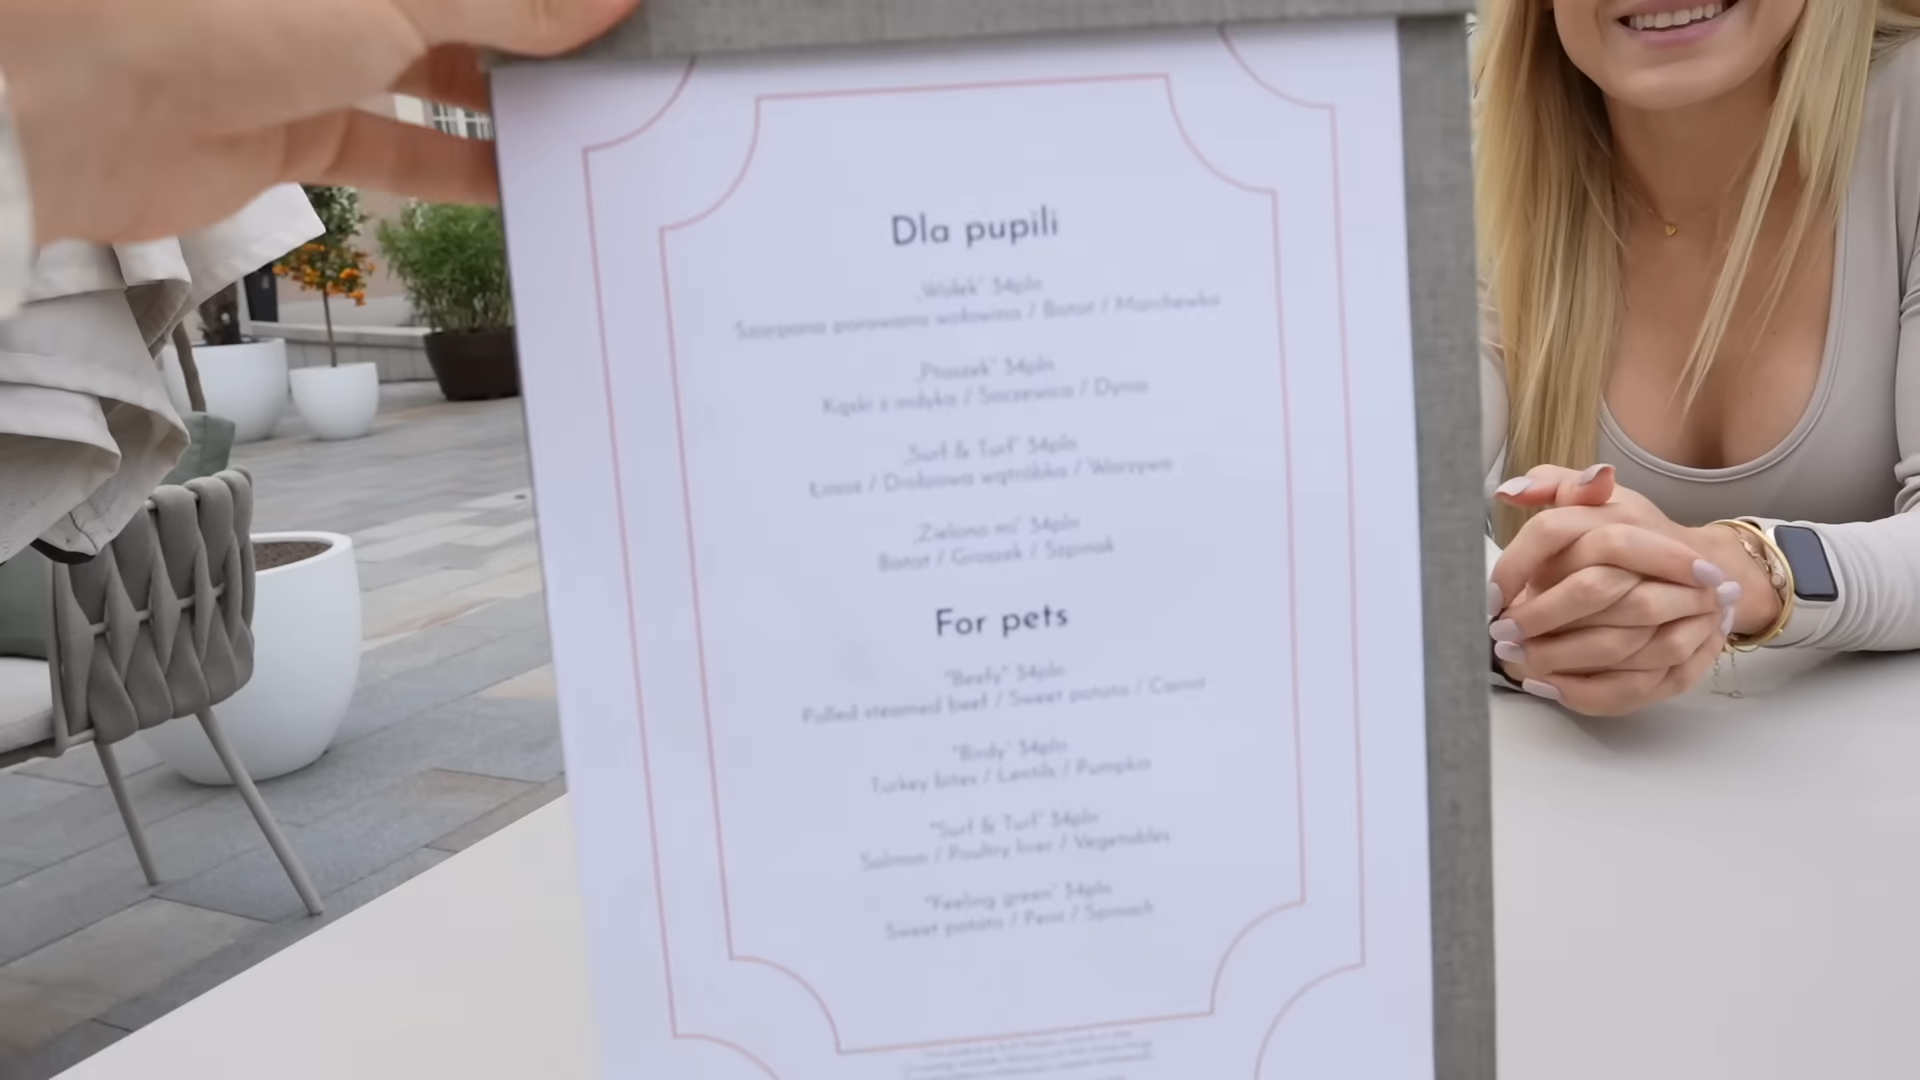 Dla pupili
„Wołek” 34pln
Szarpana parowana wołowina / Batat / Marchewka
„Ptaszek” 34pln
Kąski z indyka / Soczewica / Dynia
„Surf & Turf” 34pln
Łosoś / Drobiowa wątróbka / Warzywa
„Zielono mi” 34pln
Batat / Groszek / Szpinak
For pets
"Beefy" 34pln
Pulled steamed beef / Sweet potato / Carrot
"Birdy" 34pln
Turkey bites / Lentils / Pumpkin
"Surf & Turf" 34pln
Salmon / Poultry liver / Vegetables
"Feeling green" 34pln
Sweet potato / Peas / Spinach